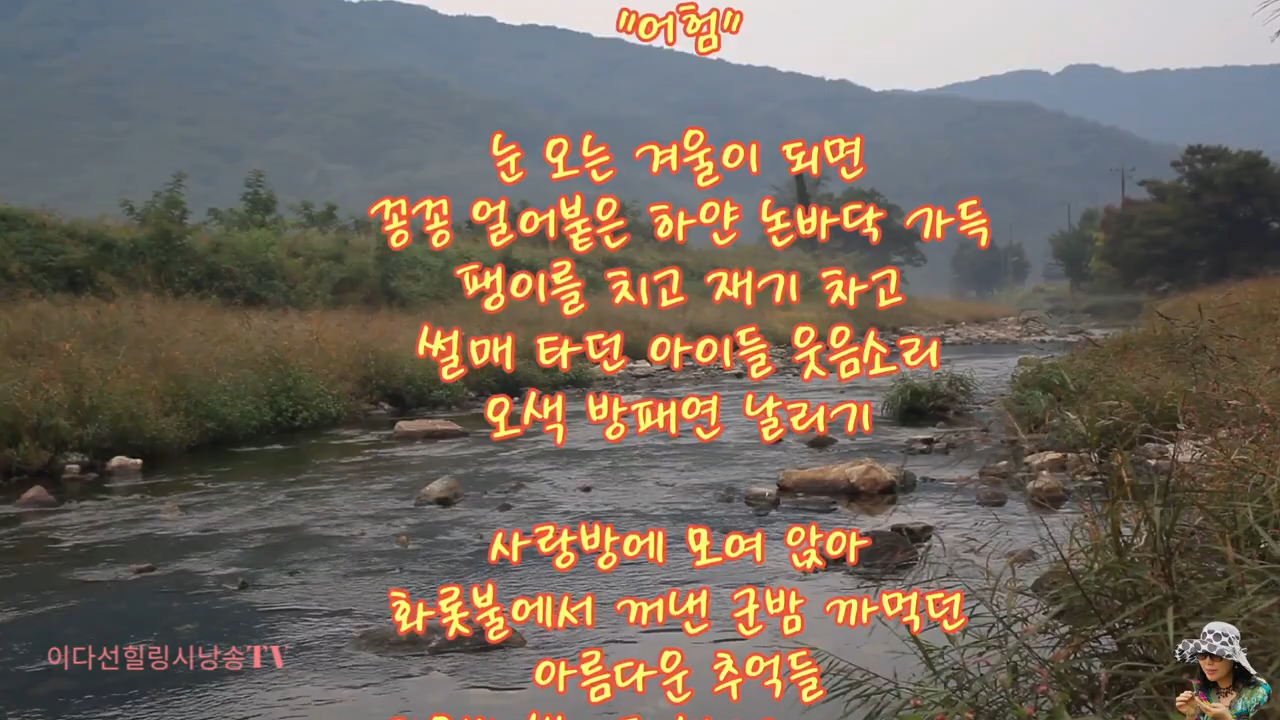 "어험"
눈 오는 겨울이 되면
꽁꽁 얼어붙은 하얀 논바닥 가득
팽이를 치고 재기 차고
썰매 타던 아이들 웃음소리
오색 방패연 날리기
사랑방에 모여 앉아
화롯불에서 꺼낸 군밤 까먹던
아름다운 추억들
이다선힐링시낭송TV